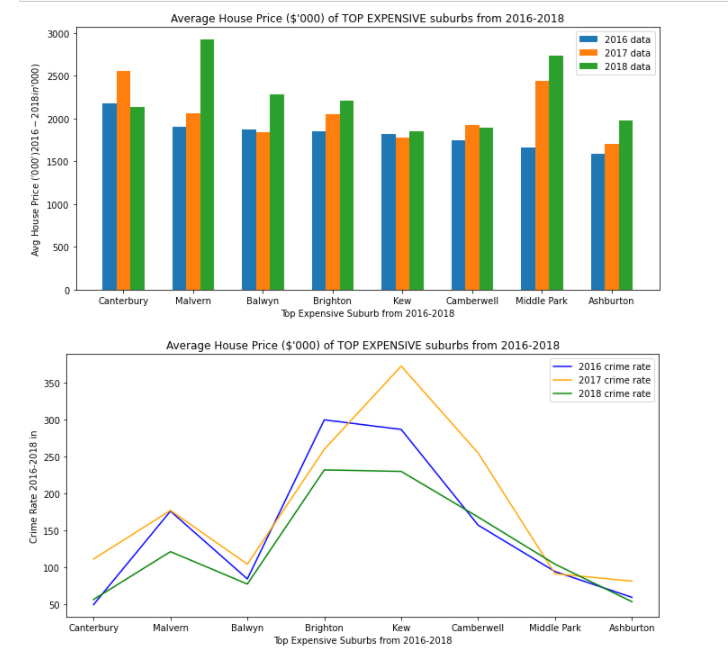 Average House Price ($'000) of TOP EXPENSIVE suburbs from 2016-2018
3000
2500
2000
1500
1000
500
0
Avg House Price ('000')2016 − 2018in'000)
2016 data
2017 data
2018 data
Canterbury Malvern Balwyn Brighton Kew Camberwell Middle Park Ashburton
Top Expensive Suburb from 2016-2018
Average House Price ($'000) of TOP EXPENSIVE suburbs from 2016-2018
350
300
250
200
150
100
50
Crime Rate 2016-2018 in
2016 crime rate
2017 crime rate
2018 crime rate
Canterbury Malvern Balwyn Brighton Kew Camberwell Middle Park Ashburton
Top Expensive Suburbs from 2016-2018